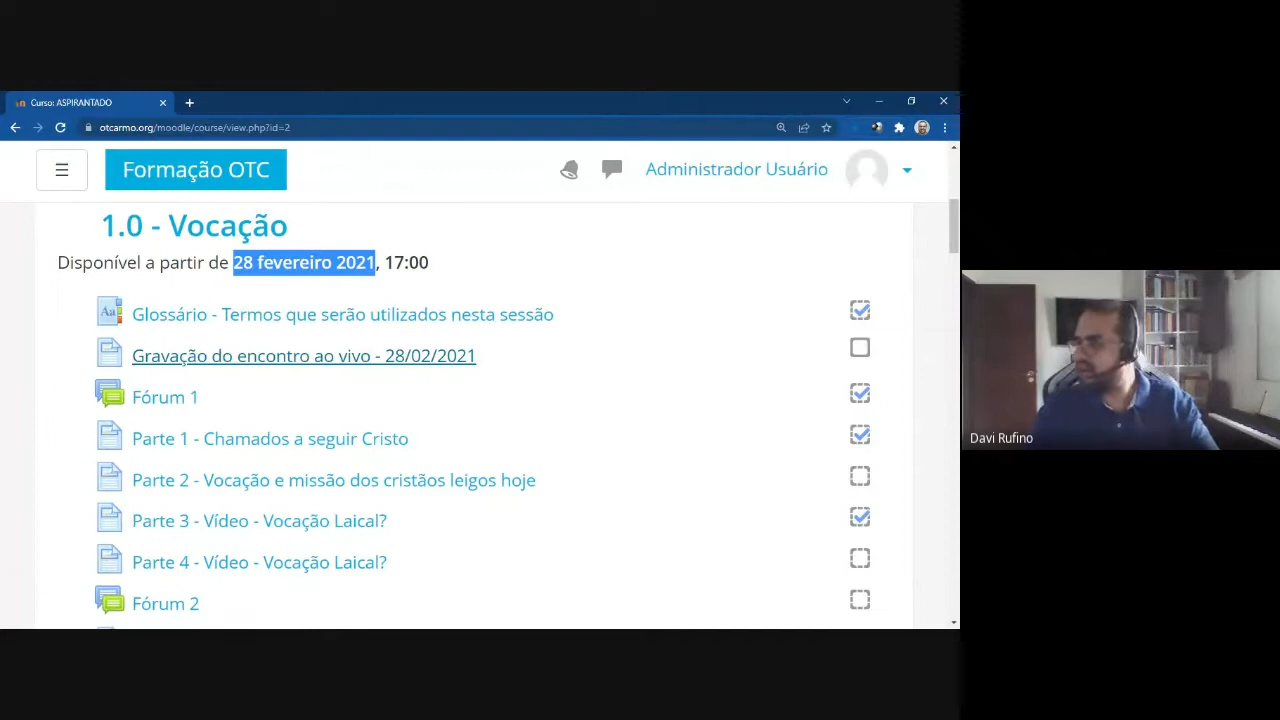 Curso: ASPIRANTADO
otcarmo.org/moodle/course/view.php?id=2
Formação OTC
Administrador Usuário
1.0 - Vocação
Disponível a partir de 28 fevereiro 2021, 17:00
Aa
Glossário - Termos que serão utilizados nesta sessão
Gravação do encontro ao vivo - 28/02/2021
Fórum 1
Parte 1 - Chamados a seguir Cristo
Parte 2 - Vocação e missão dos cristãos leigos hoje
Parte 3 - Vídeo - Vocação Laical?
Parte 4 - Vídeo - Vocação Laical?
Fórum 2
Davi Rufino